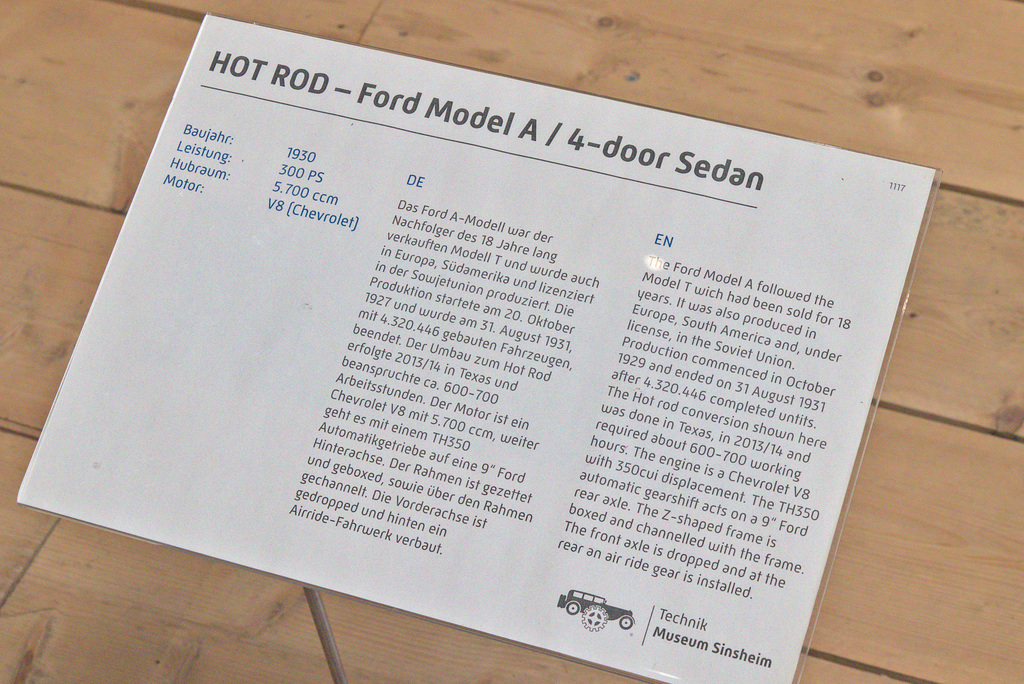 HOT ROD – Ford Model A / 4-door Sedan
1117
Baujahr: 1930
Leistung: 300 PS
Hubraum: 5.700 ccm
Motor: V8 (Chevrolet)
DE
Das Ford A-Modell war der
Nachfolger des 18 Jahre lang
verkauften Modell T und wurde auch
in Europa, Südamerika und lizenziert
in der Sowjetunion produziert. Die
Produktion startete am 20. Oktober
1927 und wurde am 31. August 1931,
mit 4.320.446 gebauten Fahrzeugen,
beendet. Der Umbau zum Hot Rod
erfolgte 2013/14 in Texas und
beanspruchte ca. 600-700
Arbeitsstunden. Der Motor ist ein
Chevrolet V8 mit 5.700 ccm, weiter
geht es mit einem TH350
Automatikgetriebe auf eine 9“ Ford
Hinterachse. Der Rahmen ist gezettet
und geboxed, sowie über den Rahmen
gechannelt. Die Vorderachse ist
gedropped und hinten ein
Airride-Fahrwerk verbaut.
EN
The Ford Model A followed the
Model T wich had been sold for 18
years. It was also produced in
Europe, South America and, under
license, in the Soviet Union.
Production commenced in October
1929 and ended on 31 August 1931
after 4.320.446 completed untits.
The Hot rod conversion shown here
was done in Texas, in 2013/14 and
required about 600-700 working
hours. The engine is a Chevrolet V8
with 350cui displacement. The TH350
automatic gearshift acts on a 9“ Ford
rear axle. The Z-shaped frame is
boxed and channelled with the frame.
The front axle is dropped and at the
rear an air ride gear is installed.
Technik
Museum Sinsheim